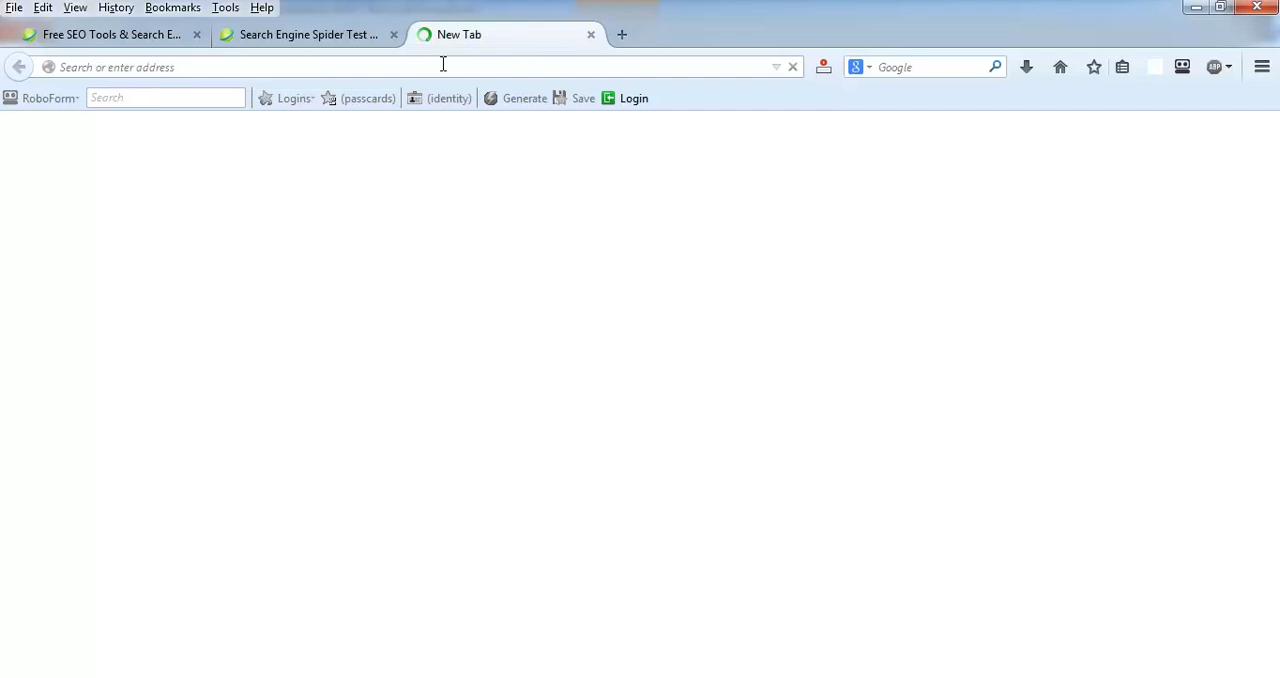 File Edit View History Bookmarks Tools Help
Free SEO Tools & Search E... Search Engine Spider Test ... New Tab
Search or enter address Google
RoboForm Search Logins (passcards) (identity) Generate Save Login